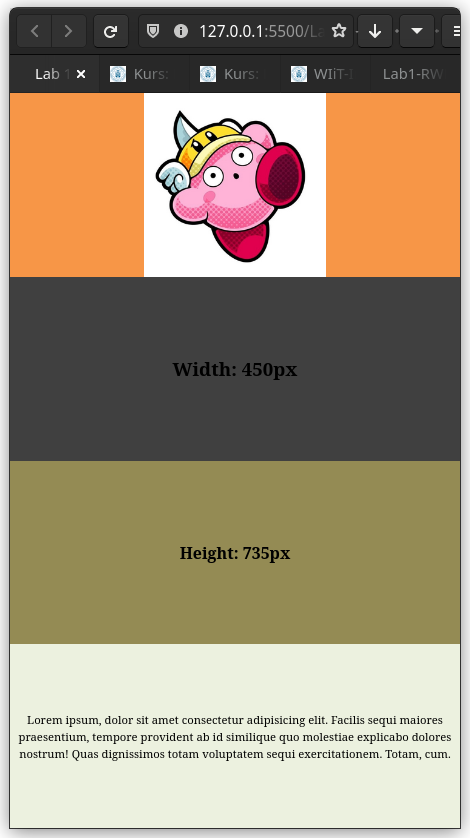 127.0.0.1:5500/La
Lab 1 Kurs: Kurs: WIiT-I Lab1-RW
Width: 450px
Height: 735px
Lorem ipsum, dolor sit amet consectetur adipisicing elit. Facilis sequi maiores
praesentium, tempore provident ab id similique quo molestiae explicabo dolores
nostrum! Quas dignissimos totam voluptatem sequi exercitationem. Totam, cum.